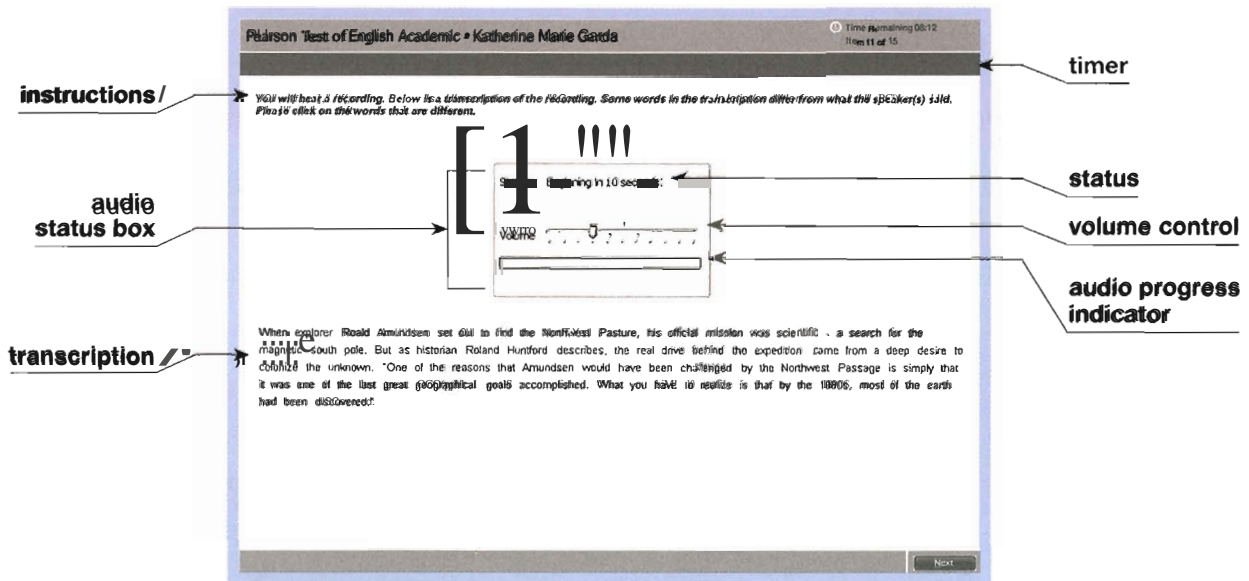 Pearson Test of English Academic • Katherine Marie Garda
Time Remaining 08:12
Item 11 of 15
timer
instructions
You will hear a recording. Below is a transcription of the recording. Some words in the transcription differ from what the speaker(s) said.
Please click on the words that are different.
[1 """"
Beginning in 10 seconds.
status
audio
status box
Volume
volume control
audio progress
indicator
When explorer Roald Amundsen set out to find the Northwest Pasture, his official mission was scientific - a search for the
transcription
magnetic south pole. But as historian Roland Huntford describes, the real drive behind the expedition came from a deep desire to
colonize the unknown. "One of the reasons that Amundsen would have been challenged by the Northwest Passage is simply that
it was one of the last great geographical goals accomplished. What you have to realize is that by the 1890s, most of the earth
had been discovered."
Next